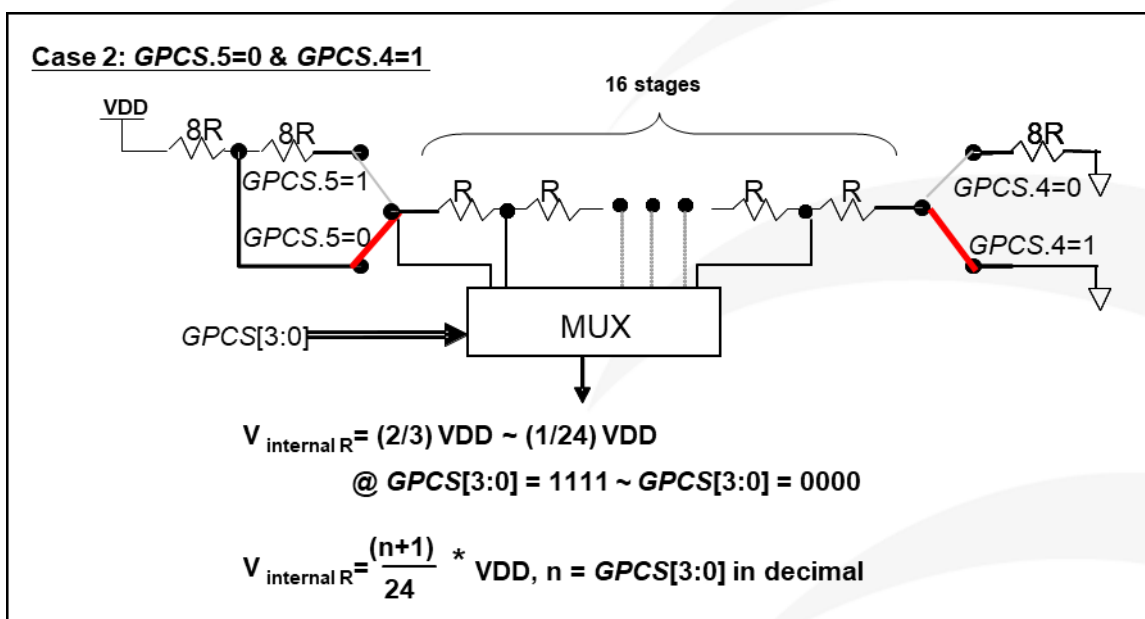 Case 2: GPCS.5=0 & GPCS.4=1
16 stages
VDD
8R
8R
8R
GPCS.5=1
R
R
R
R
GPCS.4=0
GPCS.5=0
GPCS.4=1
MUX
GPCS[3:0]
V internal R = (2/3) VDD ~ (1/24) VDD
@ GPCS[3:0] = 1111 ~ GPCS[3:0] = 0000
V internal R = (n+1)/24 * VDD, n = GPCS[3:0] in decimal